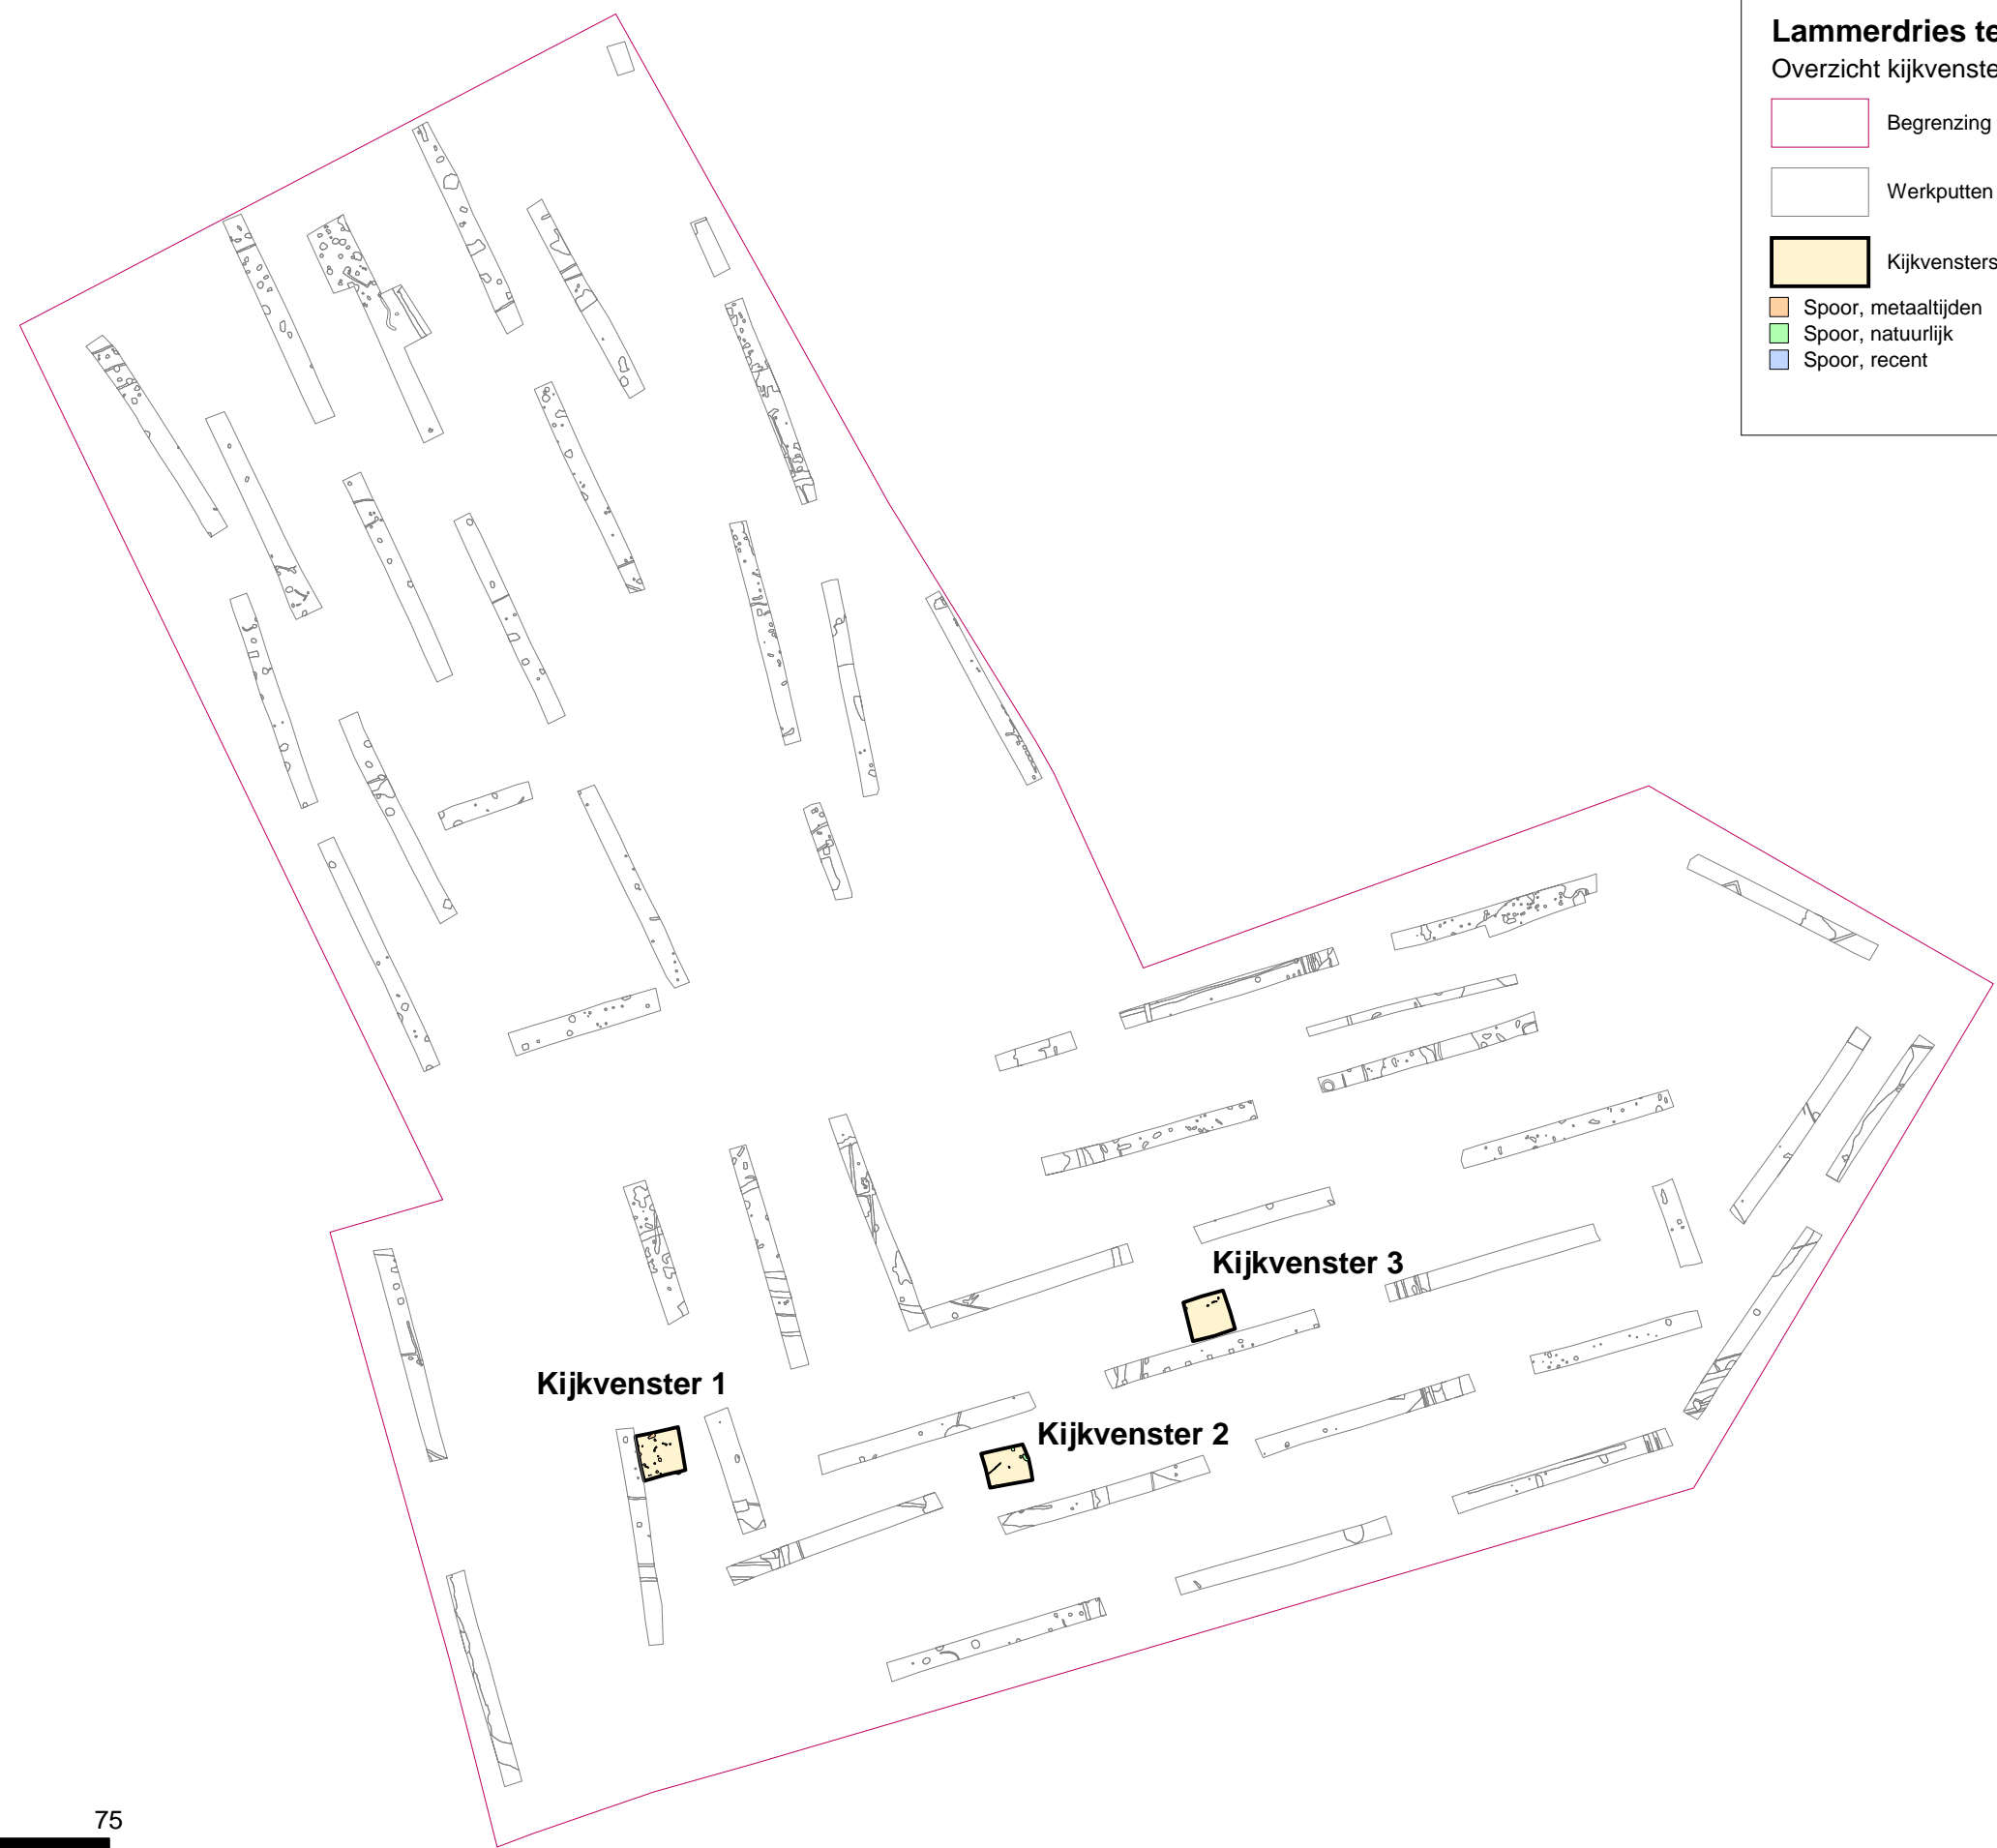 Lammerdries te
Overzicht kijkvenste
Begrenzing
Werkputten
Kijkvensters
Spoor, metaaltijden
Spoor, natuurlijk
Spoor, recent
Kijkvenster 3
Kijkvenster 1
Kijkvenster 2
75